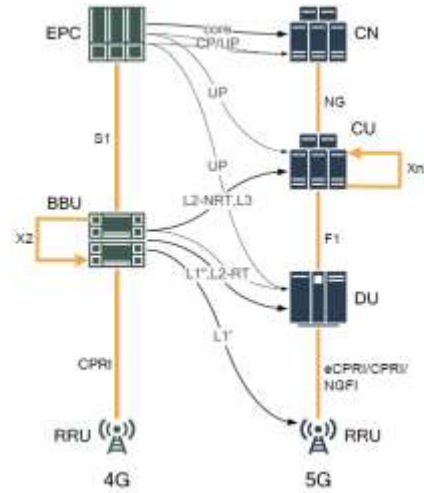 EPC
core
CP/UP
CN
UP
NG
S1
CU
Xn
UP
BBU
L2-NRT,L3
X2
F1
L1",L2-RT
DU
L1'
CPRI
eCPRI/CPRI/
NGFI
RRU
RRU
4G
5G